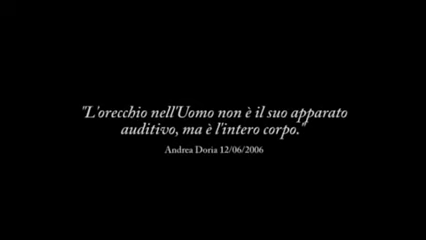 "L'orecchio nell'Uomo non è il suo apparato
auditivo, ma è l'intero corpo."
Andrea Doria 12/06/2006